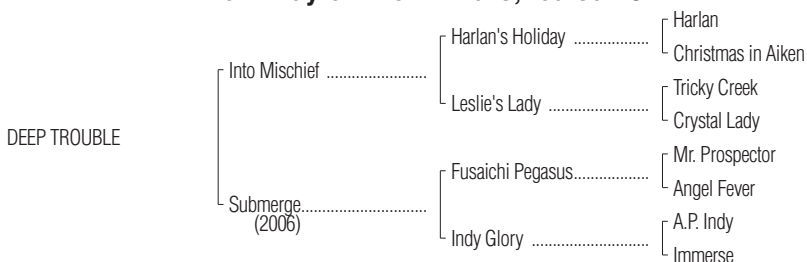 Harlan
Harlan's Holiday ..................
Christmas in Aiken
Into Mischief ........................
Tricky Creek
Leslie's Lady ........................
Crystal Lady
DEEP TROUBLE
Mr. Prospector
Fusaichi Pegasus..................
Angel Fever
Submerge..............................
(2006)
A.P. Indy
Indy Glory ............................
Immerse